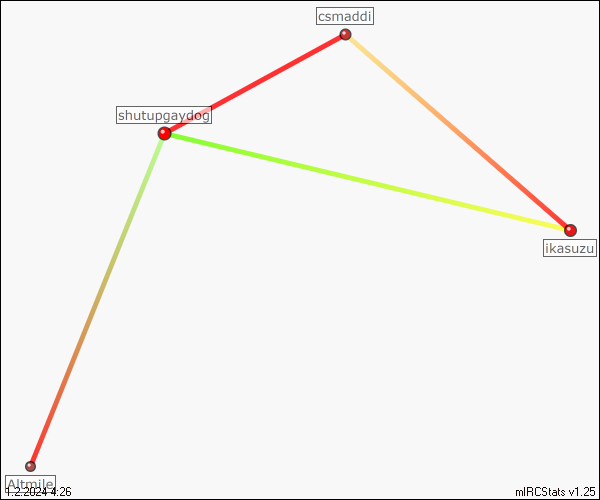 csmaddi
shutupgaydog
ikasuzu
Altmile
1.2.2024 4:26
mIRCStats v1.25